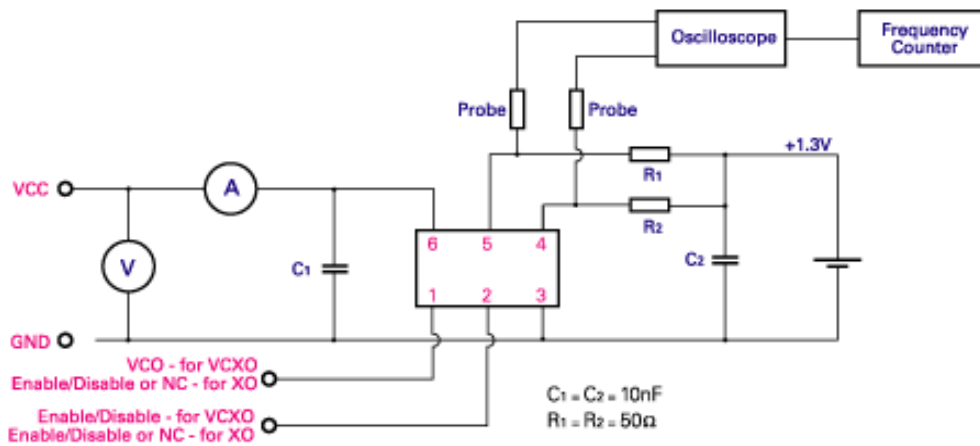 Oscilloscope
Frequency
Counter
Probe
Probe
+1.3V
R1
VCC
A
R2
6 5 4
V
C1
C2
1 2 3
GND
VCO - for VCXO
Enable/Disable or NC - for XO
C1 = C2 = 10nF
Enable/Disable - for VCXO
R1 = R2 = 50Ω
Enable/Disable or NC - for XO